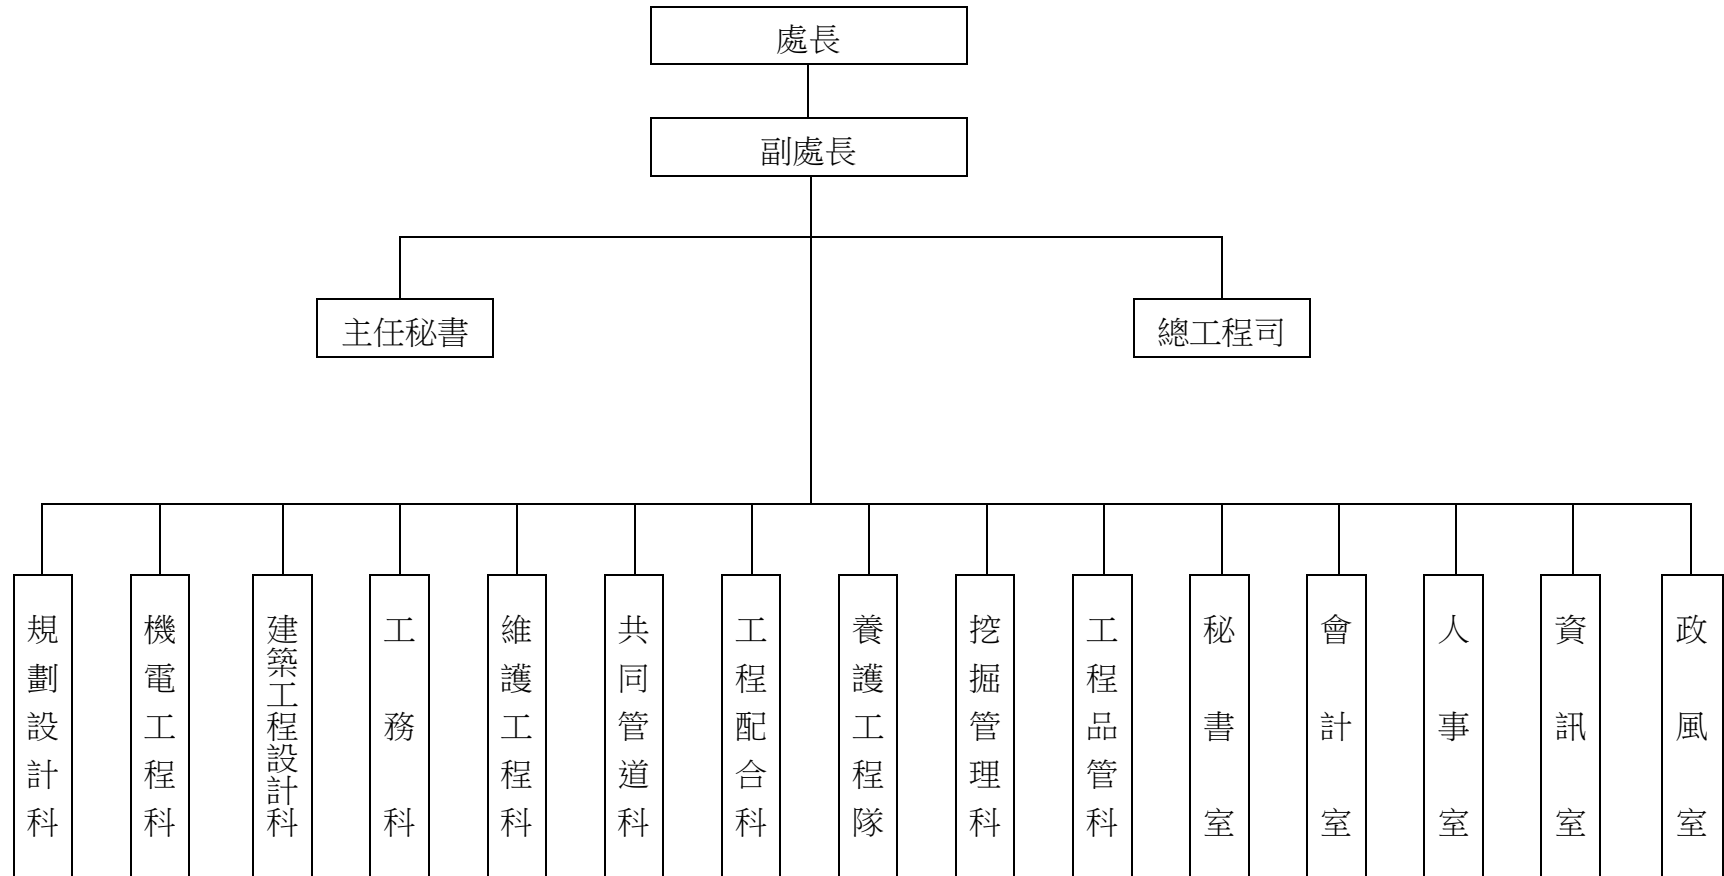 處長
副處長
主任秘書
總工程司
規劃設計科
機電工程科
建築工程設計科
工務科
維護工程科
共同管道科
工程配合科
養護工程隊
挖掘管理科
工程品管科
秘書室
會計室
人事室
資訊室
政風室